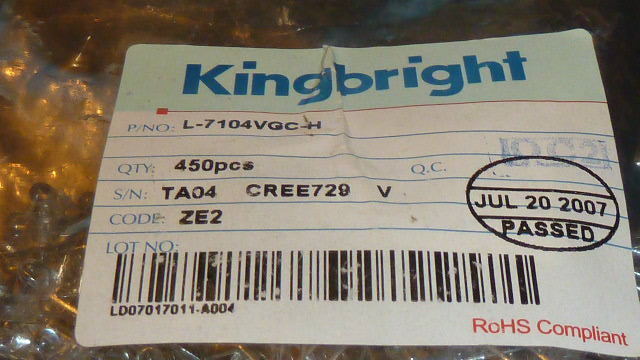 Kingbright
P/NO: L-7104VGC-H
QTY: 450pcs Q.C.
S/N: TA04 CREE729 V
CODE: ZE2
JUL 20 2007
PASSED
LOT NO:
LD07017011-A004
RoHS Compliant